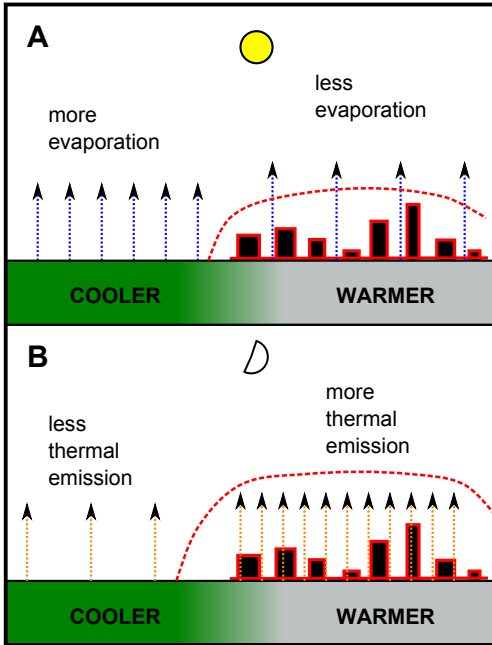 A
less
evaporation
more
evaporation
COOLER
WARMER
B
more
thermal
emission
less
thermal
emission
COOLER
WARMER